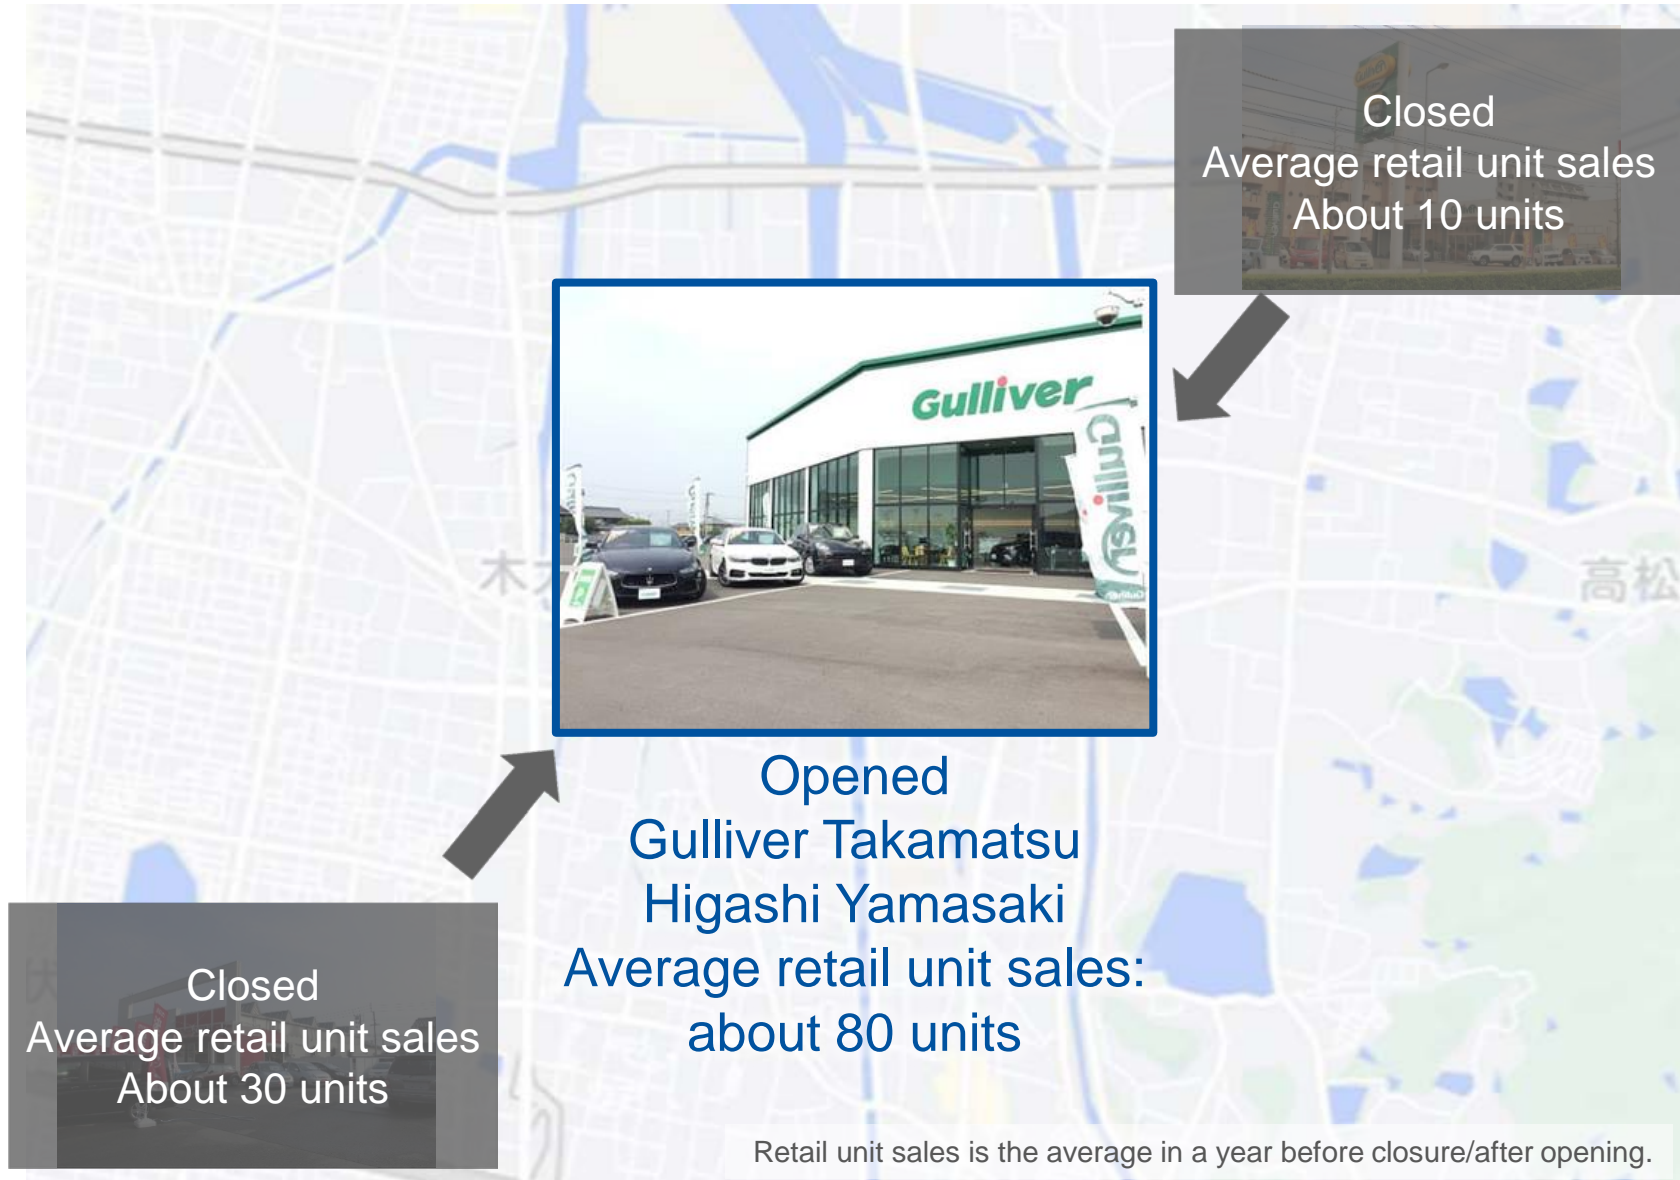 Closed
Average retail unit sales
About 10 units
Gulliver
Gulliver
木
高松
Opened
Gulliver Takamatsu
Higashi Yamasaki
Average retail unit sales:
about 80 units
Closed
Average retail unit sales
About 30 units
Retail unit sales is the average in a year before closure/after opening.